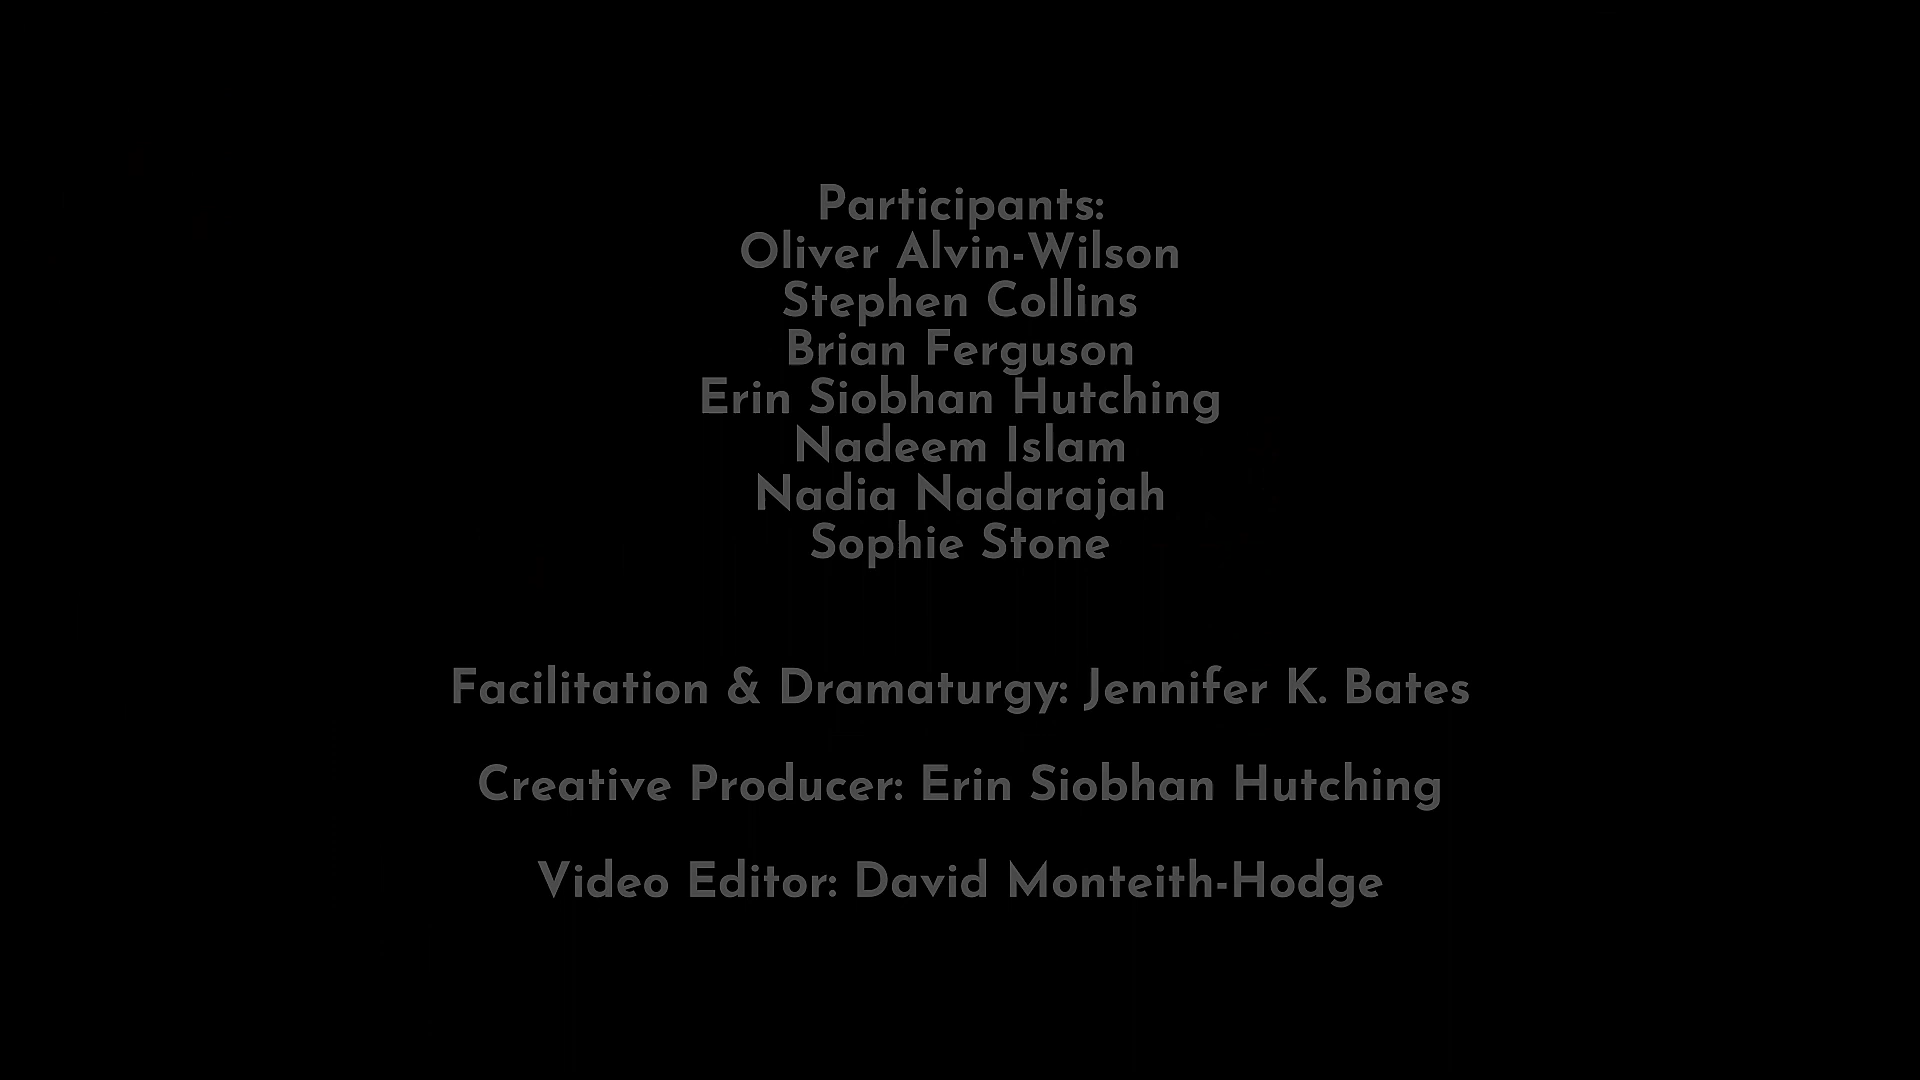 Participants:
Oliver Alvin-Wilson
Stephen Collins
Brian Ferguson
Erin Siobhan Hutching
Nadeem Islam
Nadia Nadarajah
Sophie Stone
Facilitation & Dramaturgy: Jennifer K. Bates
Creative Producer: Erin Siobhan Hutching
Video Editor: David Monteith-Hodge